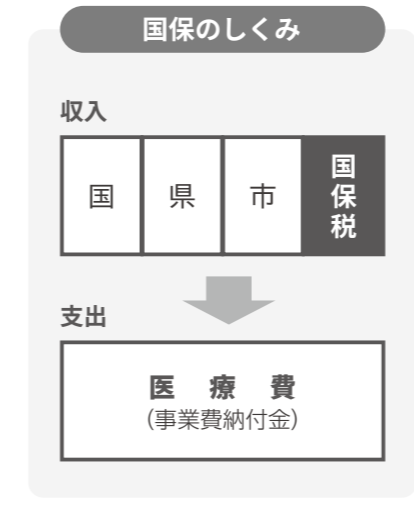 国保のしくみ
収入
国
県
市
国保税
支出
医療費
（事業費納付金）